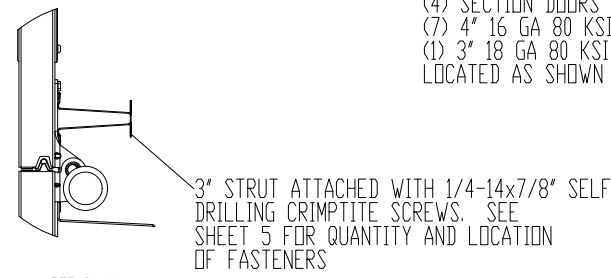 (4) SECTION DOORS
(7) 4" 16 GA 80 KSI
(1) 3" 18 GA 80 KSI
LOCATED AS SHOWN
3" STRUT ATTACHED WITH 1/4-14x7/8" SELF
DRILLING CRIMPTITE SCREWS. SEE
SHEET 5 FOR QUANTITY AND LOCATION
OF FASTENERS